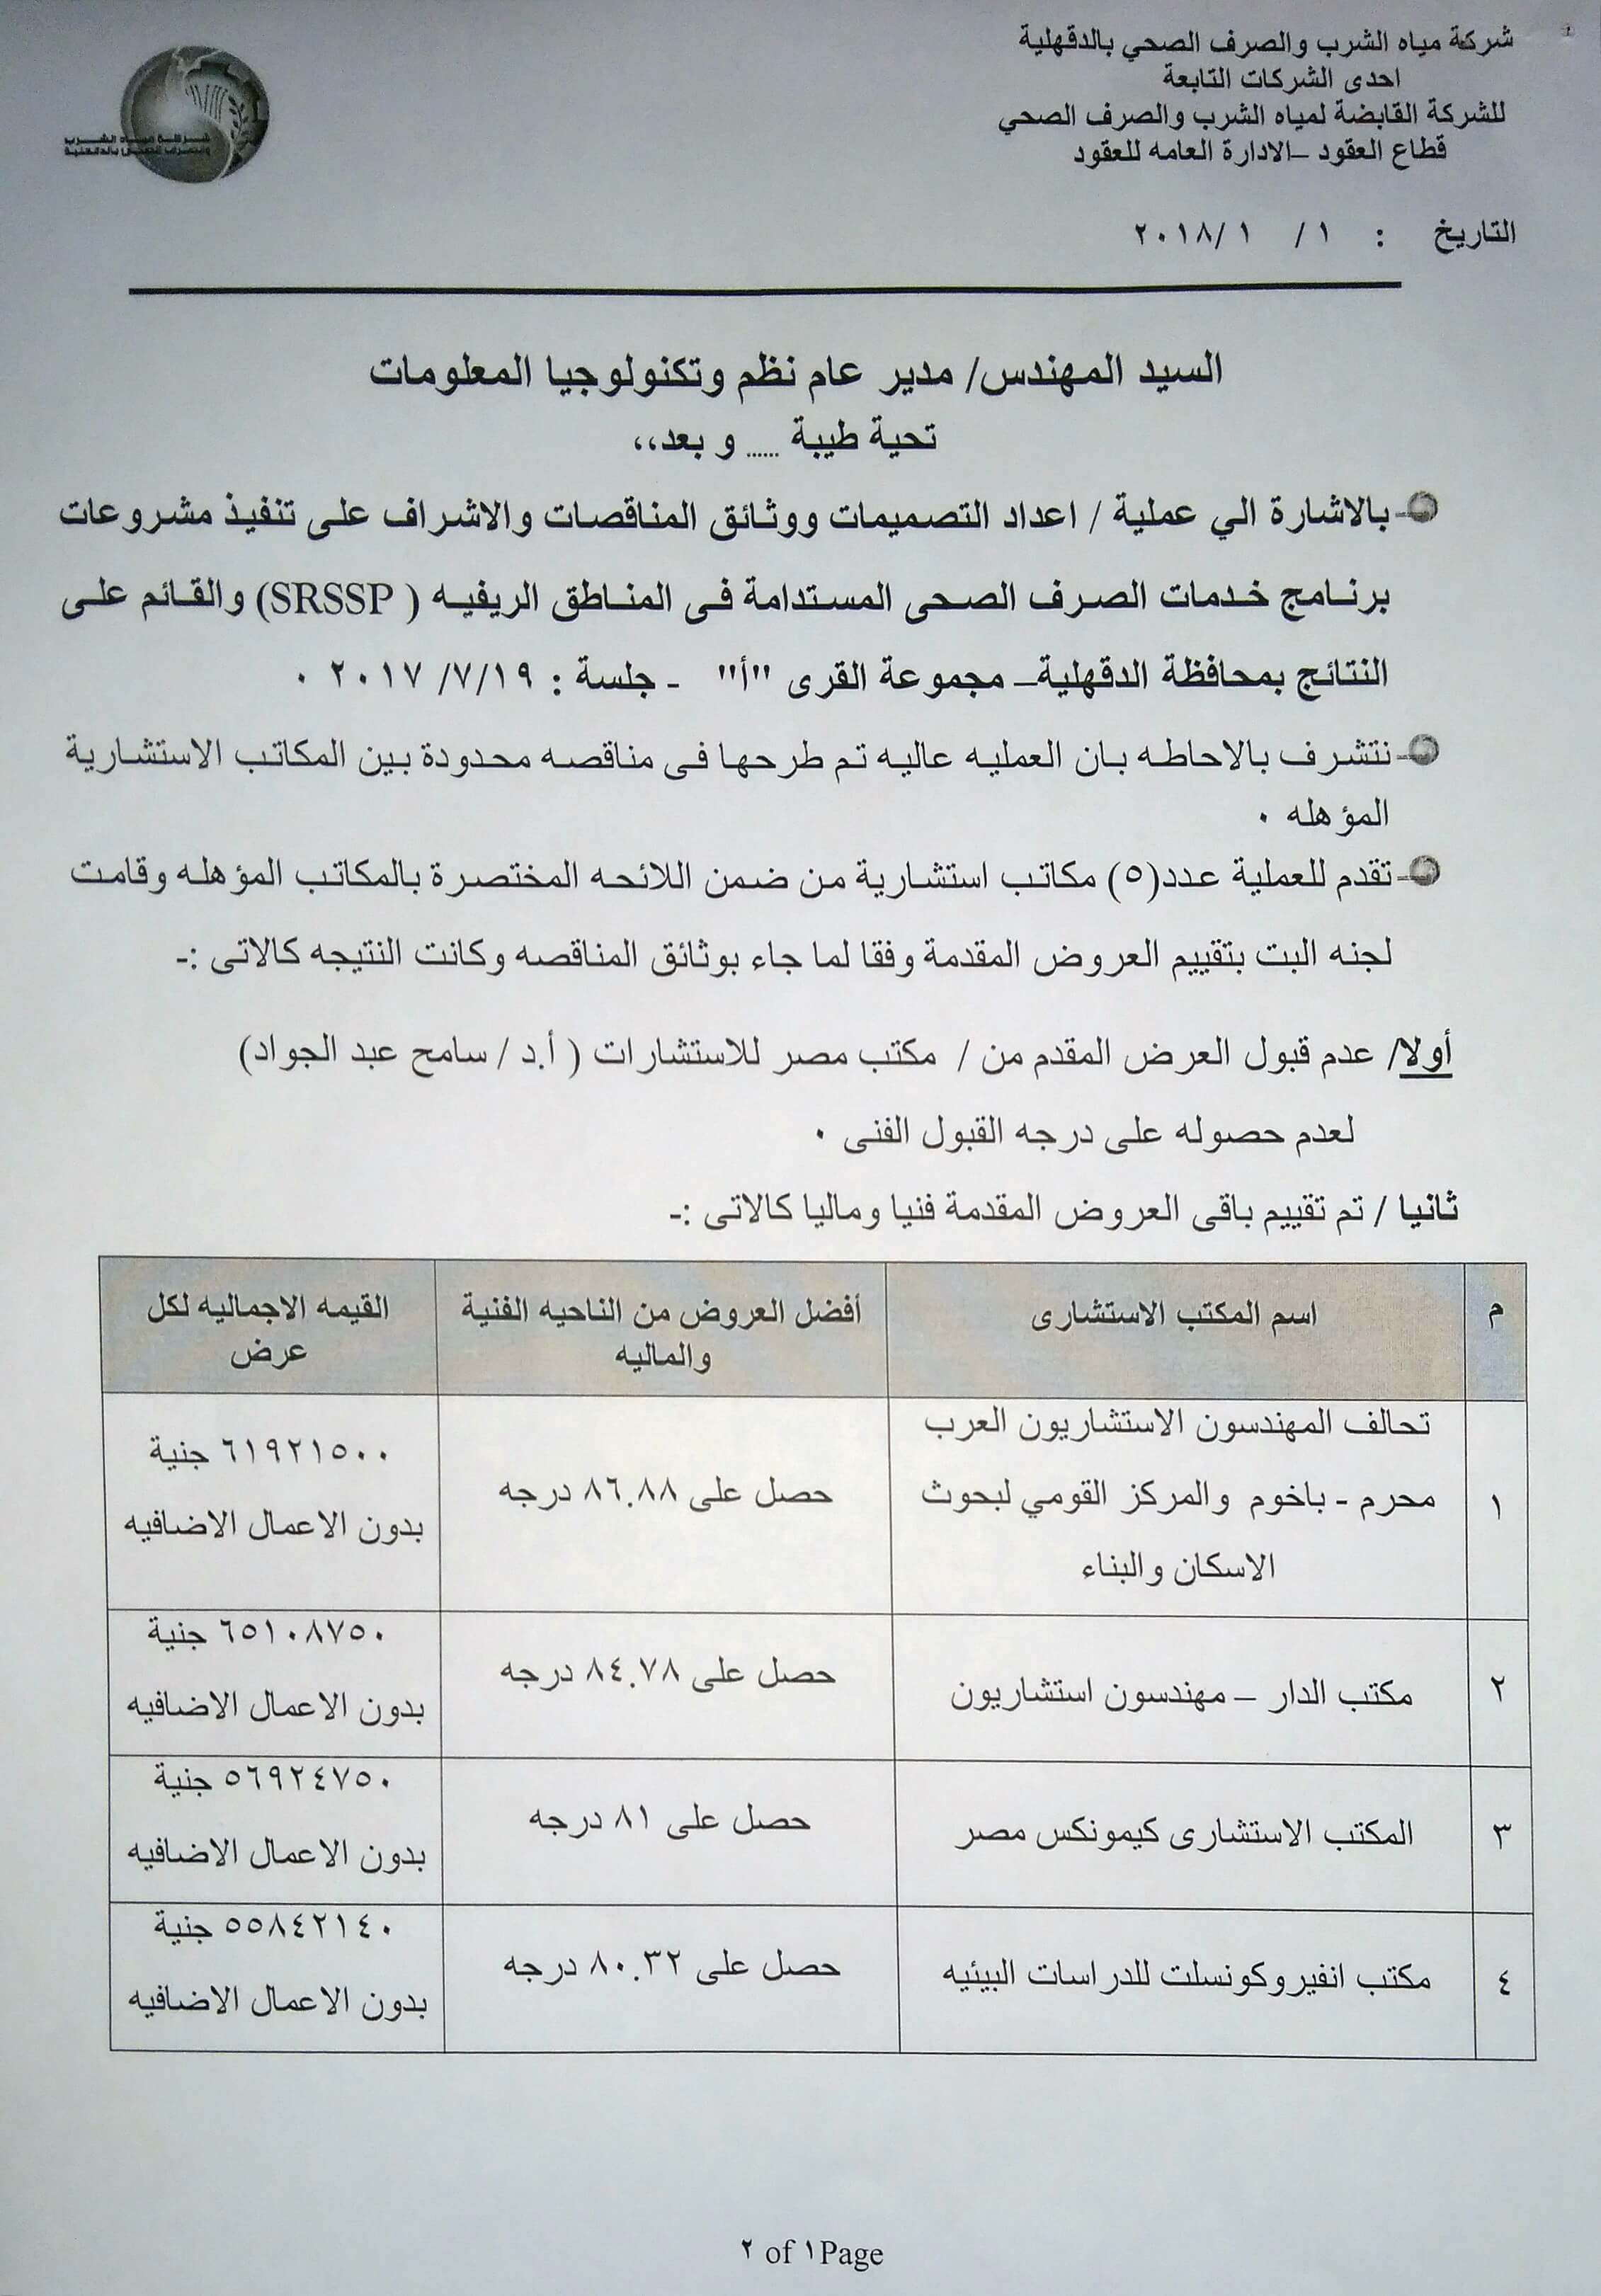 شركة مياه الشرب والصرف الصحي بالدقهلية
احدى الشركات التابعة
للشركة القابضة لمياه الشرب والصرف الصحي
قطاع العقود –الادارة العامه للعقود
شركة مياه الشرب
والصرف الصحى بالدقهلية
التاريخ : ١ / ١ /٢٠١٨
السيد المهندس/ مدير عام نظم وتكنولوجيا المعلومات
تحية طيبة ...... و بعد،،
بالاشارة الي عملية / اعداد التصميمات ووثائق المناقصات والاشراف على تنفيذ مشروعات
برنامج خدمات الصرف الصحى المستدامة فى المناطق الريفيه ( SRSSP) والقائم على
النتائج بمحافظة الدقهلية– مجموعة القرى "أ" - جلسة : ٢٠١٧ /٧/١٩ ٠
نتشرف بالاحاطه بان العمليه عاليه تم طرحها فى مناقصه محدودة بين المكاتب الاستشارية
المؤهله ٠
تقدم للعملية عدد(٥) مكاتب استشارية من ضمن اللائحه المختصرة بالمكاتب المؤهله وقامت
لجنه البت بتقييم العروض المقدمة وفقا لما جاء بوثائق المناقصه وكانت النتيجه كالاتى :-
أولا/ عدم قبول العرض المقدم من / مكتب مصر للاستشارات ( أ.د / سامح عبد الجواد)
لعدم حصوله على درجه القبول الفنى ٠
ثانيا / تم تقييم باقى العروض المقدمة فنيا وماليا كالاتى :-
م
اسم المكتب الاستشارى
أفضل العروض من الناحيه الفنية
والماليه
القيمه الاجماليه لكل
عرض
١
تحالف المهندسون الاستشاريون العرب
محرم - باخوم والمركز القومي لبحوث
الاسكان والبناء
حصل على ٨٦.٨٨ درجه
٦١٩٢١٥٠٠ جنية
بدون الاعمال الاضافيه
٢
مكتب الدار – مهندسون استشاريون
حصل على ٨٤.٧٨ درجه
٦٥١٠٨٧٥٠ جنية
بدون الاعمال الاضافيه
٣
المكتب الاستشارى كيمونكس مصر
حصل على ٨١ درجه
٥٦٩٢٤٧٥٠ جنية
بدون الاعمال الاضافيه
٤
مكتب انفيروكونسلت للدراسات البيئيه
حصل على ٨٠.٣٢ درجه
٥٥٨٤٢١٤٠ جنية
بدون الاعمال الاضافيه
٢ of ١Page